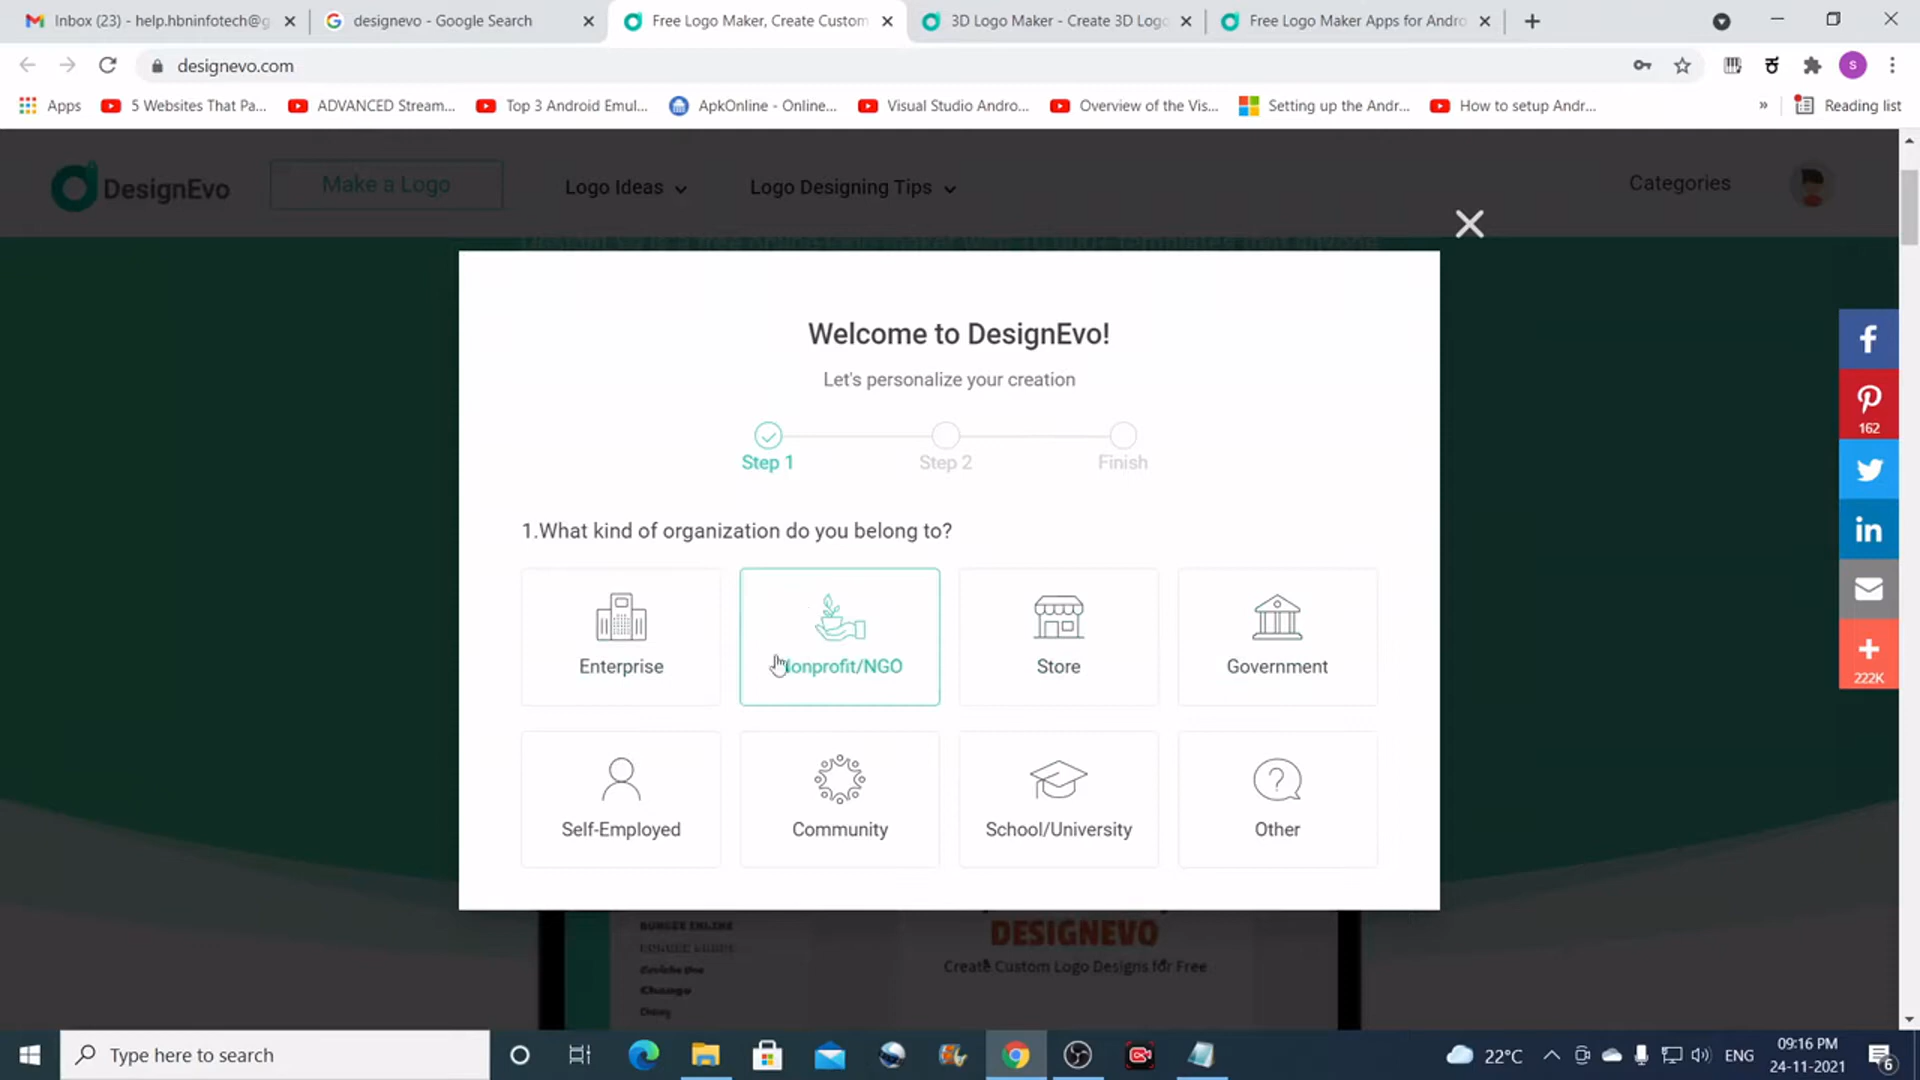 Inbox (23) - help.hbninfotech@g
designevo - Google Search
Free Logo Maker, Create Custom
3D Logo Maker - Create 3D Logo
Free Logo Maker Apps for Andro
designevo.com
S
Apps
5 Websites That Pa...
ADVANCED Stream...
Top 3 Android Emul...
ApkOnline - Online...
Visual Studio Andro...
Overview of the Vis...
Setting up the Andr...
How to setup Andr...
»
Reading list
DesignEvo
Make a Logo
Logo Ideas
Logo Designing Tips
Categories
Welcome to DesignEvo!
Let's personalize your creation
Step 1
Step 2
Finish
1.What kind of organization do you belong to?
Enterprise
Nonprofit/NGO
Store
Government
Self-Employed
Community
School/University
Other
162
222K
BUNGEE INLINE
Change
DESIGNEVO
Create Custom Logo Designs for Free
Type here to search
22°C
ENG
09:16 PM
24-11-2021
6